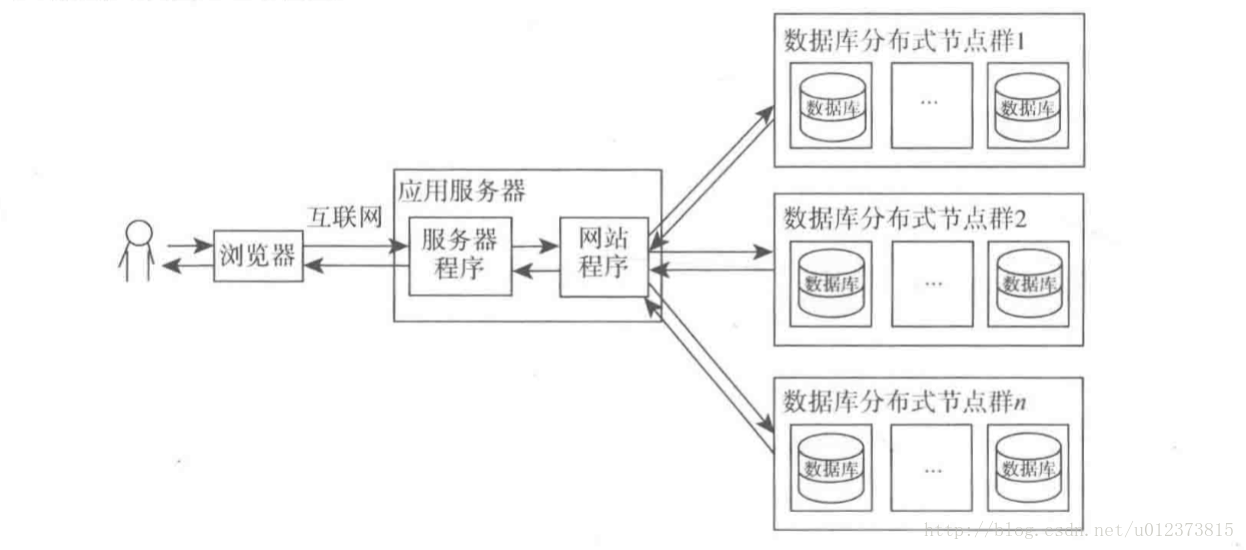 数据库分布式节点群1
数据库
...
数据库
应用服务器
互联网
浏览器
服务器
程序
网站
程序
数据库分布式节点群2
数据库
...
数据库
数据库分布式节点群n
数据库
...
数据库
http://blog.csdn.net/u012373815